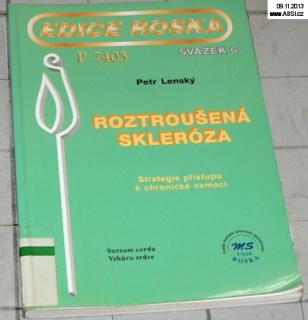 09.11.2013
www.ABSI.cz
EDICE ROSKA
P 7403
SVAZEK 6
Petr Lenský
ROZTROUŠENÁ
SKLERÓZA
Strategie přístupu
k chronické nemoci
Sursum corda
Vzhůru srdce
MS
UNIE
ROSKA